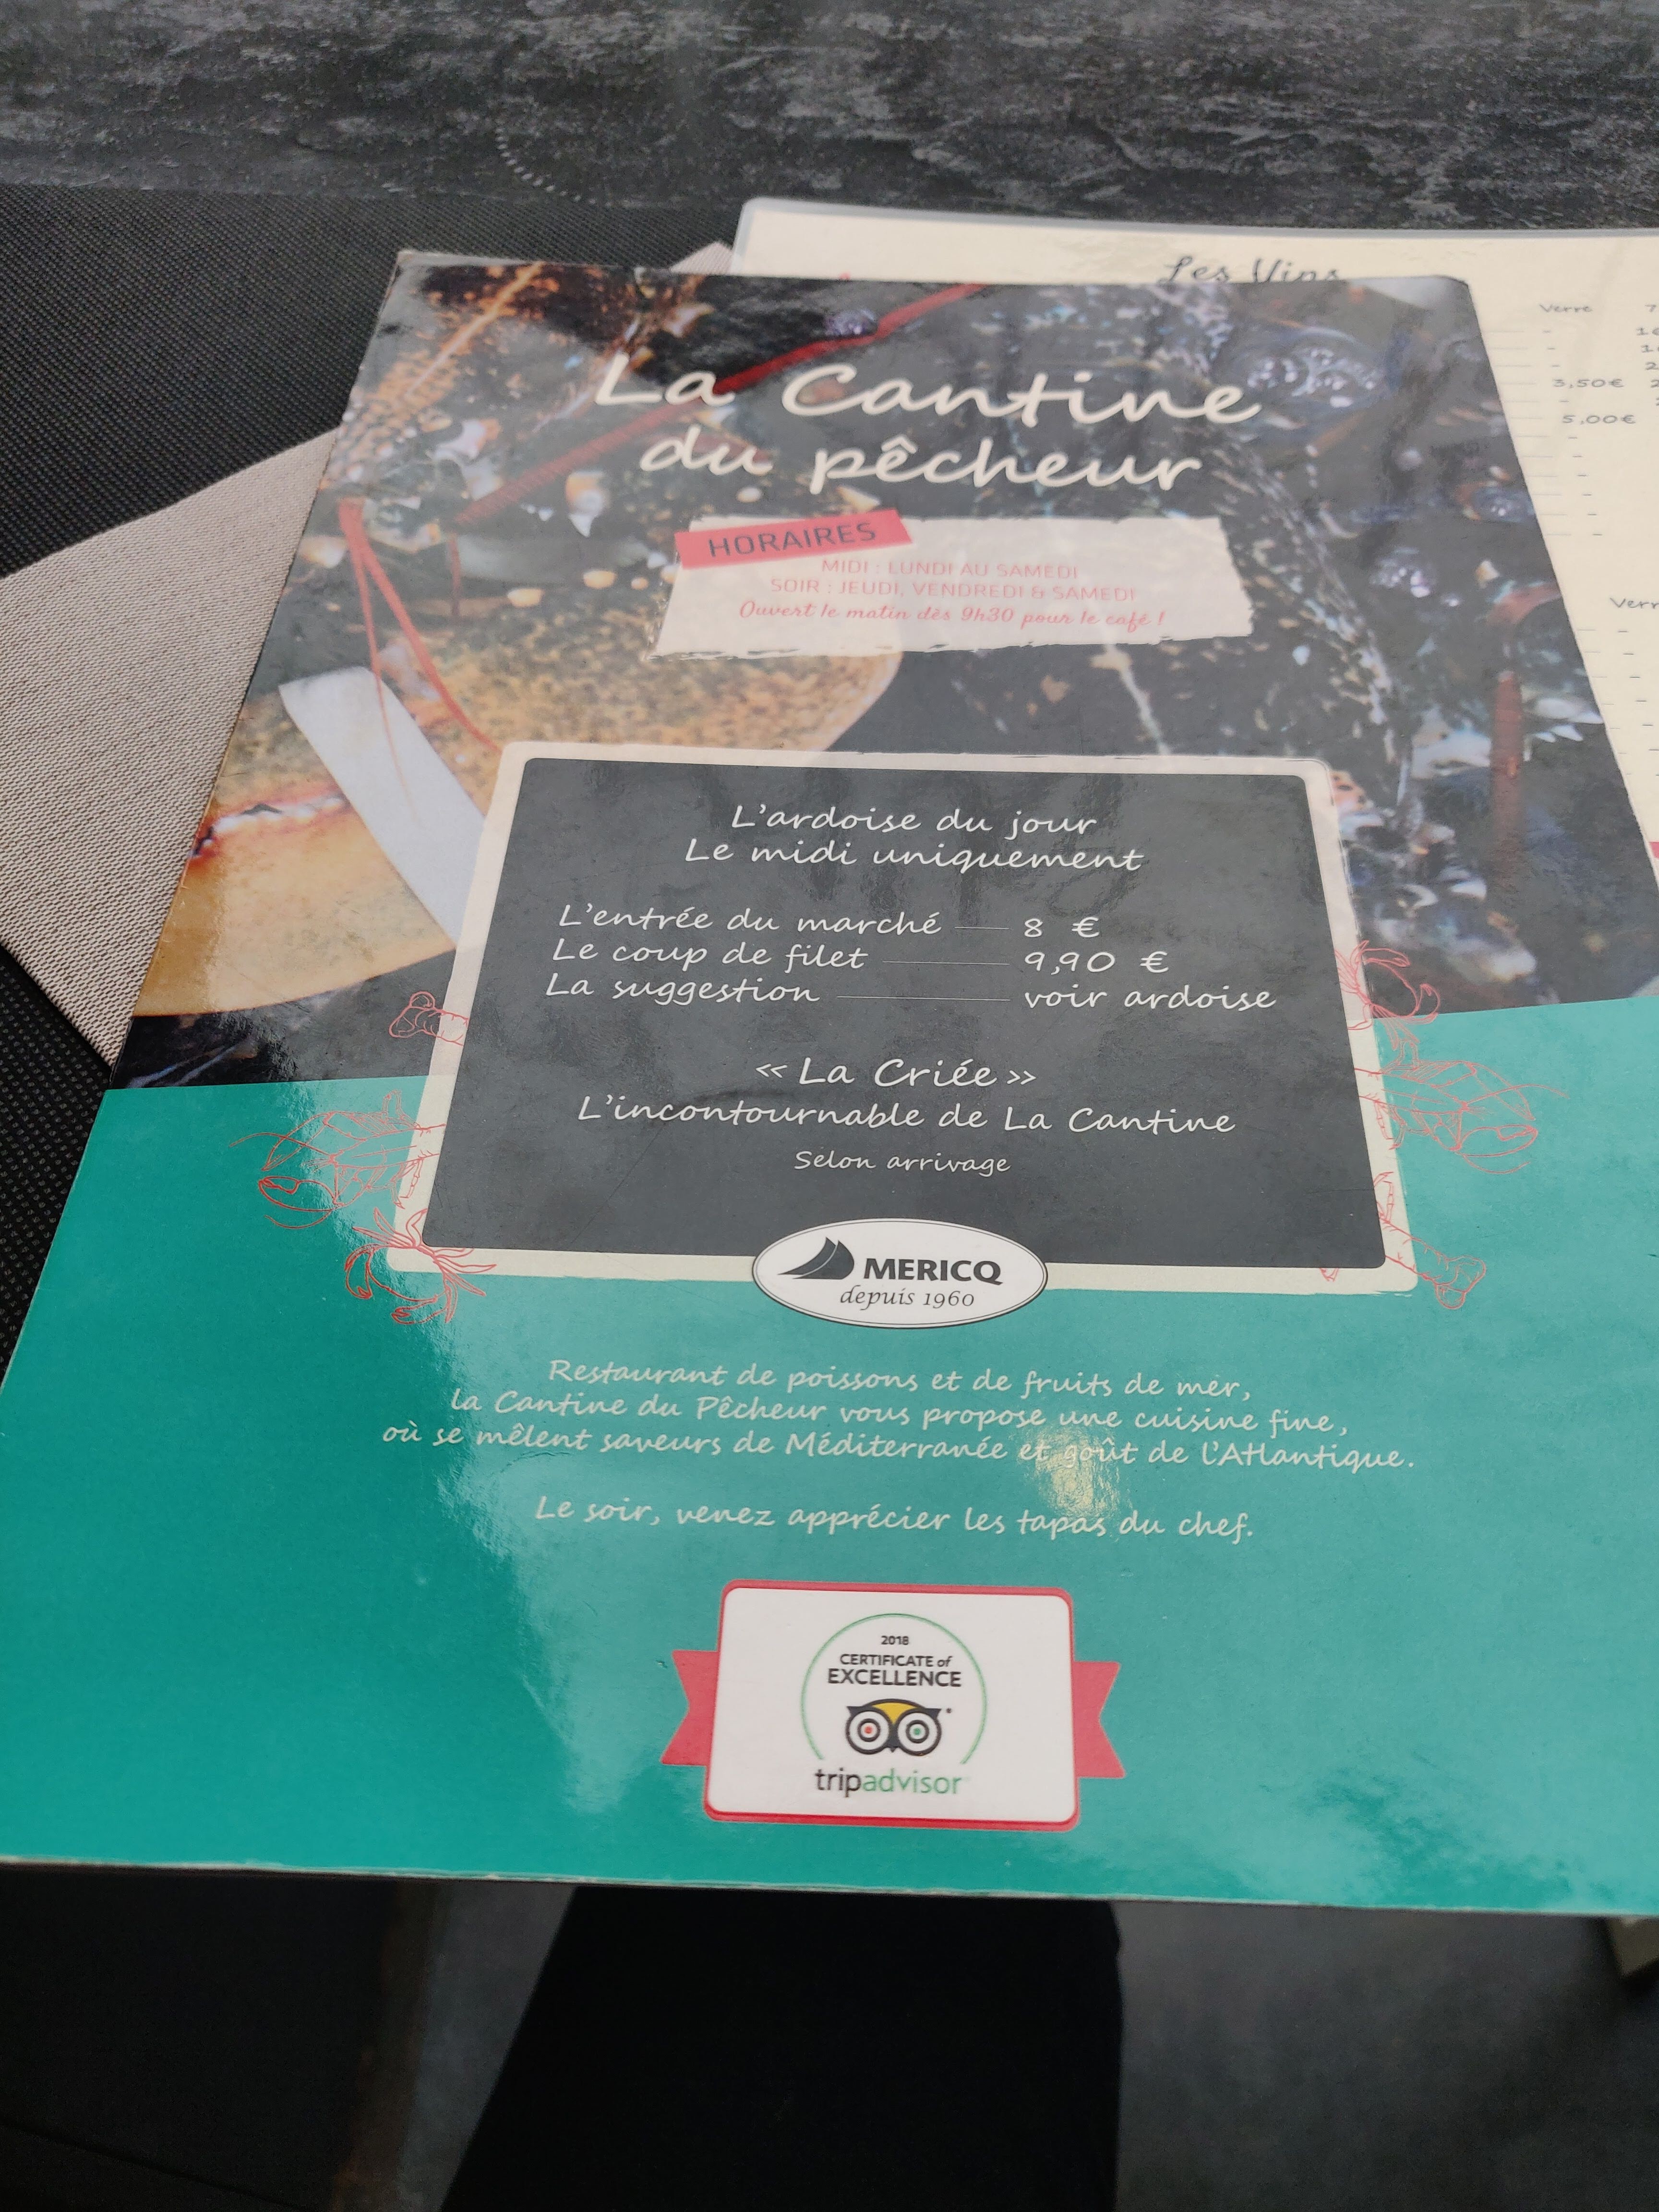 Les Vins
Verre
3,50€
5,00€
La Cantine
du pêcheur
HORAIRES
MIDI : LUNDI AU SAMEDI
SOIR : JEUDI, VENDREDI & SAMEDI
Ouvert le matin dès 9h30 pour le café !
L'ardoise du jour
Le midi uniquement
L'entrée du marché 8 €
Le coup de filet 9,90 €
La suggestion voir ardoise
« La Criée »
L'incontournable de La Cantine
Selon arrivage
MERICQ
depuis 1960
Restaurant de poissons et de fruits de mer,
la Cantine du Pêcheur vous propose une cuisine fine,
où se mêlent saveurs de Méditerranée et goût de l'Atlantique.
Le soir, venez apprécier les tapas du chef.
2018
CERTIFICATE of
EXCELLENCE
tripadvisor